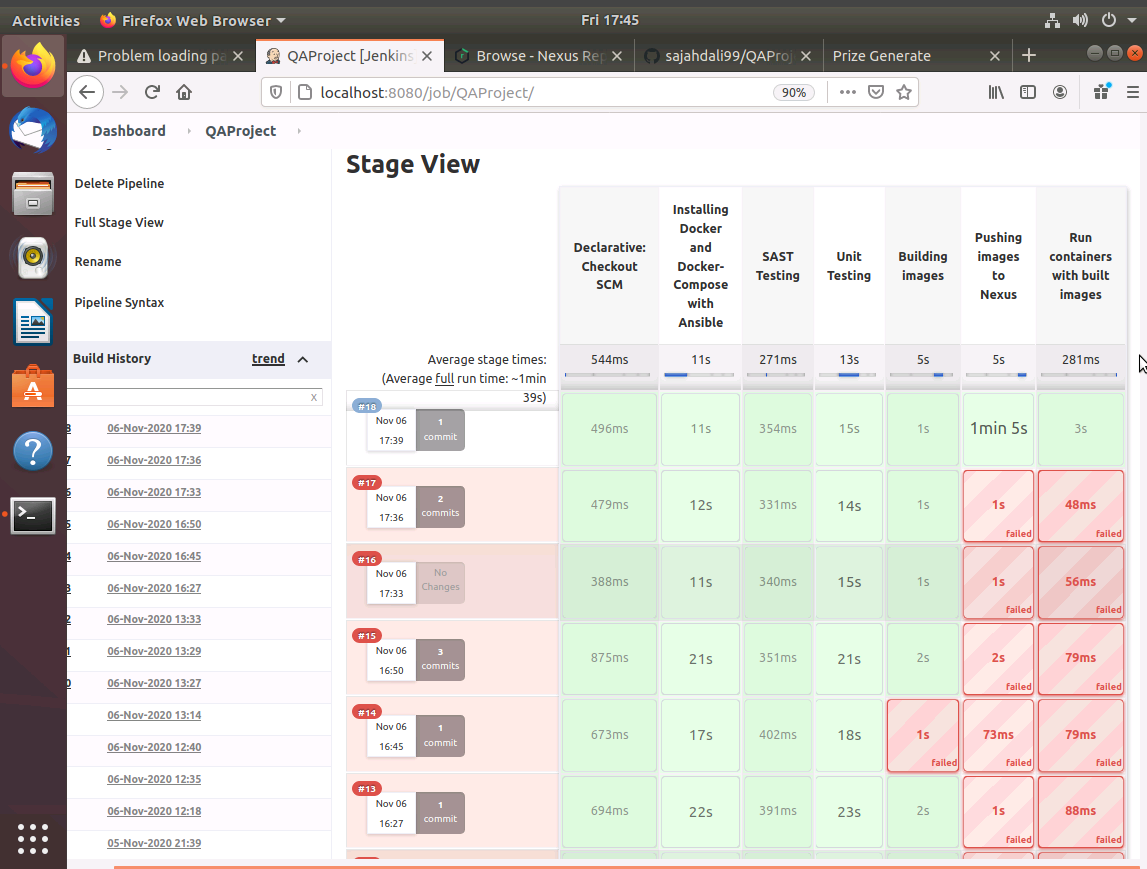 Activities Firefox Web Browser Fri 17:45
Problem loading pa QAProject [Jenkins Browse - Nexus Rep sajahdali99/QAProj Prize Generate
localhost:8080/job/QAProject/ 90%
Dashboard QAProject
Delete Pipeline
Full Stage View
Rename
Pipeline Syntax
Build History trend
x
8 06-Nov-2020 17:39
7 06-Nov-2020 17:36
6 06-Nov-2020 17:33
5 06-Nov-2020 16:50
4 06-Nov-2020 16:45
3 06-Nov-2020 16:27
2 06-Nov-2020 13:33
1 06-Nov-2020 13:29
0 06-Nov-2020 13:27
06-Nov-2020 13:14
06-Nov-2020 12:40
06-Nov-2020 12:35
06-Nov-2020 12:18
05-Nov-2020 21:39
Stage View
Declarative: Checkout SCM
Installing Docker and Docker-Compose with Ansible
SAST Testing
Unit Testing
Building images
Pushing images to Nexus
Run containers with built images
Average stage times:
(Average full run time: ~1min
39s)
544ms 11s 271ms 13s 5s 5s 281ms
#18 Nov 06 17:39 1 commit 496ms 11s 354ms 15s 1s 1min 5s 3s
#17 Nov 06 17:36 2 commits 479ms 12s 331ms 14s 1s 1s failed 48ms failed
#16 Nov 06 17:33 No Changes 388ms 11s 340ms 15s 1s 1s failed 56ms failed
#15 Nov 06 16:50 3 commits 875ms 21s 351ms 21s 2s 2s failed 79ms failed
#14 Nov 06 16:45 1 commit 673ms 17s 402ms 18s 1s failed 73ms failed 79ms failed
#13 Nov 06 16:27 1 commit 694ms 22s 391ms 23s 2s 1s failed 88ms failed